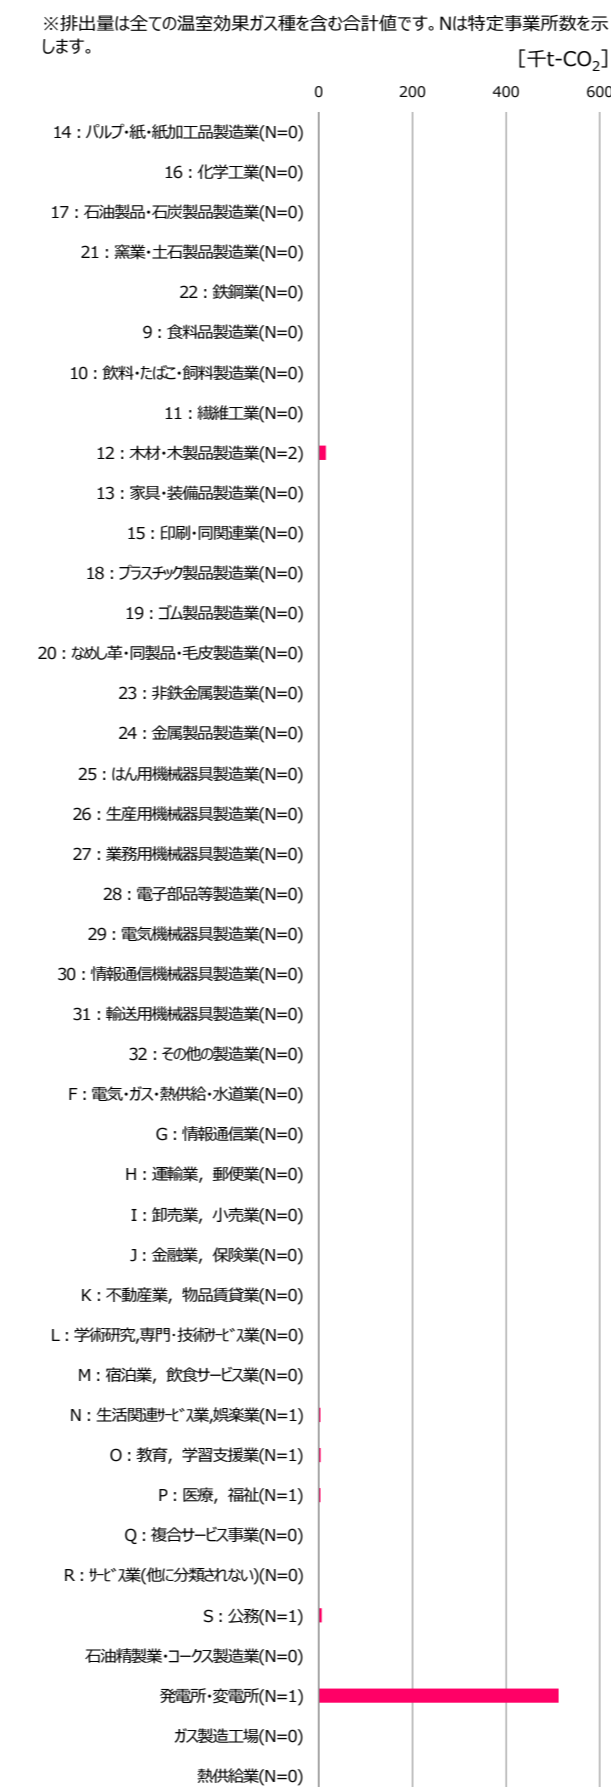 ※排出量は全ての温室効果ガス種を含む合計値です。Nは特定事業所数を示
します。
[千t-CO₂]
0 200 400 600
14：パルプ・紙・紙加工品製造業(N=0)
16：化学工業(N=0)
17：石油製品・石炭製品製造業(N=0)
21：窯業・土石製品製造業(N=0)
22：鉄鋼業(N=0)
9：食料品製造業(N=0)
10：飲料・たばこ・飼料製造業(N=0)
11：繊維工業(N=0)
12：木材・木製品製造業(N=2)
13：家具・装備品製造業(N=0)
15：印刷・同関連業(N=0)
18：プラスチック製品製造業(N=0)
19：ゴム製品製造業(N=0)
20：なめし革・同製品・毛皮製造業(N=0)
23：非鉄金属製造業(N=0)
24：金属製品製造業(N=0)
25：はん用機械器具製造業(N=0)
26：生産用機械器具製造業(N=0)
27：業務用機械器具製造業(N=0)
28：電子部品等製造業(N=0)
29：電気機械器具製造業(N=0)
30：情報通信機械器具製造業(N=0)
31：輸送用機械器具製造業(N=0)
32：その他の製造業(N=0)
F：電気・ガス・熱供給・水道業(N=0)
G：情報通信業(N=0)
H：運輸業，郵便業(N=0)
I：卸売業，小売業(N=0)
J：金融業，保険業(N=0)
K：不動産業，物品賃貸業(N=0)
L：学術研究,専門・技術ｻｰﾋﾞｽ業(N=0)
M：宿泊業，飲食サービス業(N=0)
N：生活関連ｻｰﾋﾞｽ業,娯楽業(N=1)
O：教育，学習支援業(N=1)
P：医療，福祉(N=1)
Q：複合サービス事業(N=0)
R：ｻｰﾋﾞｽ業(他に分類されない)(N=0)
S：公務(N=1)
石油精製業・コークス製造業(N=0)
発電所・変電所(N=1)
ガス製造工場(N=0)
熱供給業(N=0)